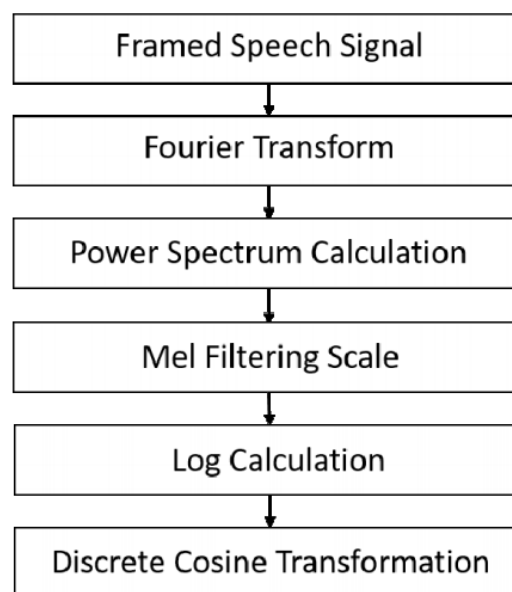 Framed Speech Signal
Fourier Transform
Power Spectrum Calculation
Mel Filtering Scale
Log Calculation
Discrete Cosine Transformation